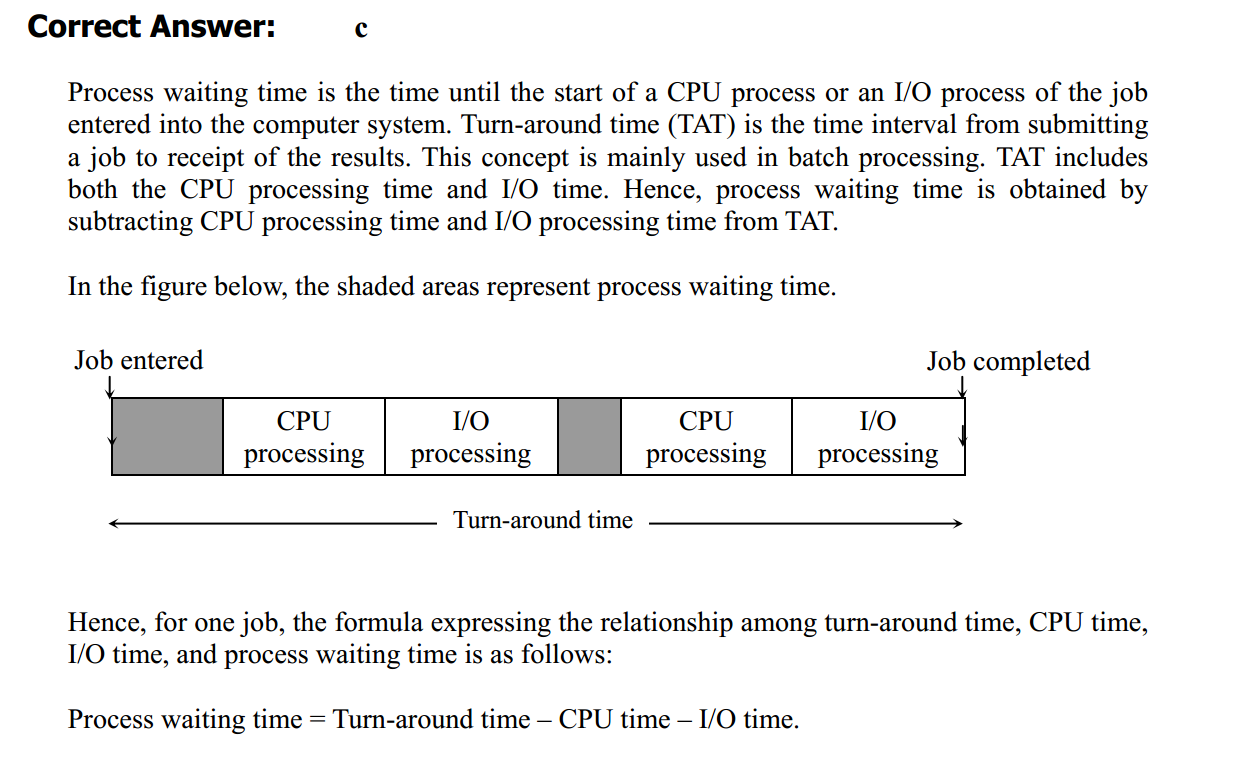 Correct Answer: c
Process waiting time is the time until the start of a CPU process or an I/O process of the job
entered into the computer system. Turn-around time (TAT) is the time interval from submitting
a job to receipt of the results. This concept is mainly used in batch processing. TAT includes
both the CPU processing time and I/O time. Hence, process waiting time is obtained by
subtracting CPU processing time and I/O processing time from TAT.
In the figure below, the shaded areas represent process waiting time.
Job entered
Job completed
CPU
processing
I/O
processing
CPU
processing
I/O
processing
Turn-around time
Hence, for one job, the formula expressing the relationship among turn-around time, CPU time,
I/O time, and process waiting time is as follows:
Process waiting time = Turn-around time – CPU time – I/O time.